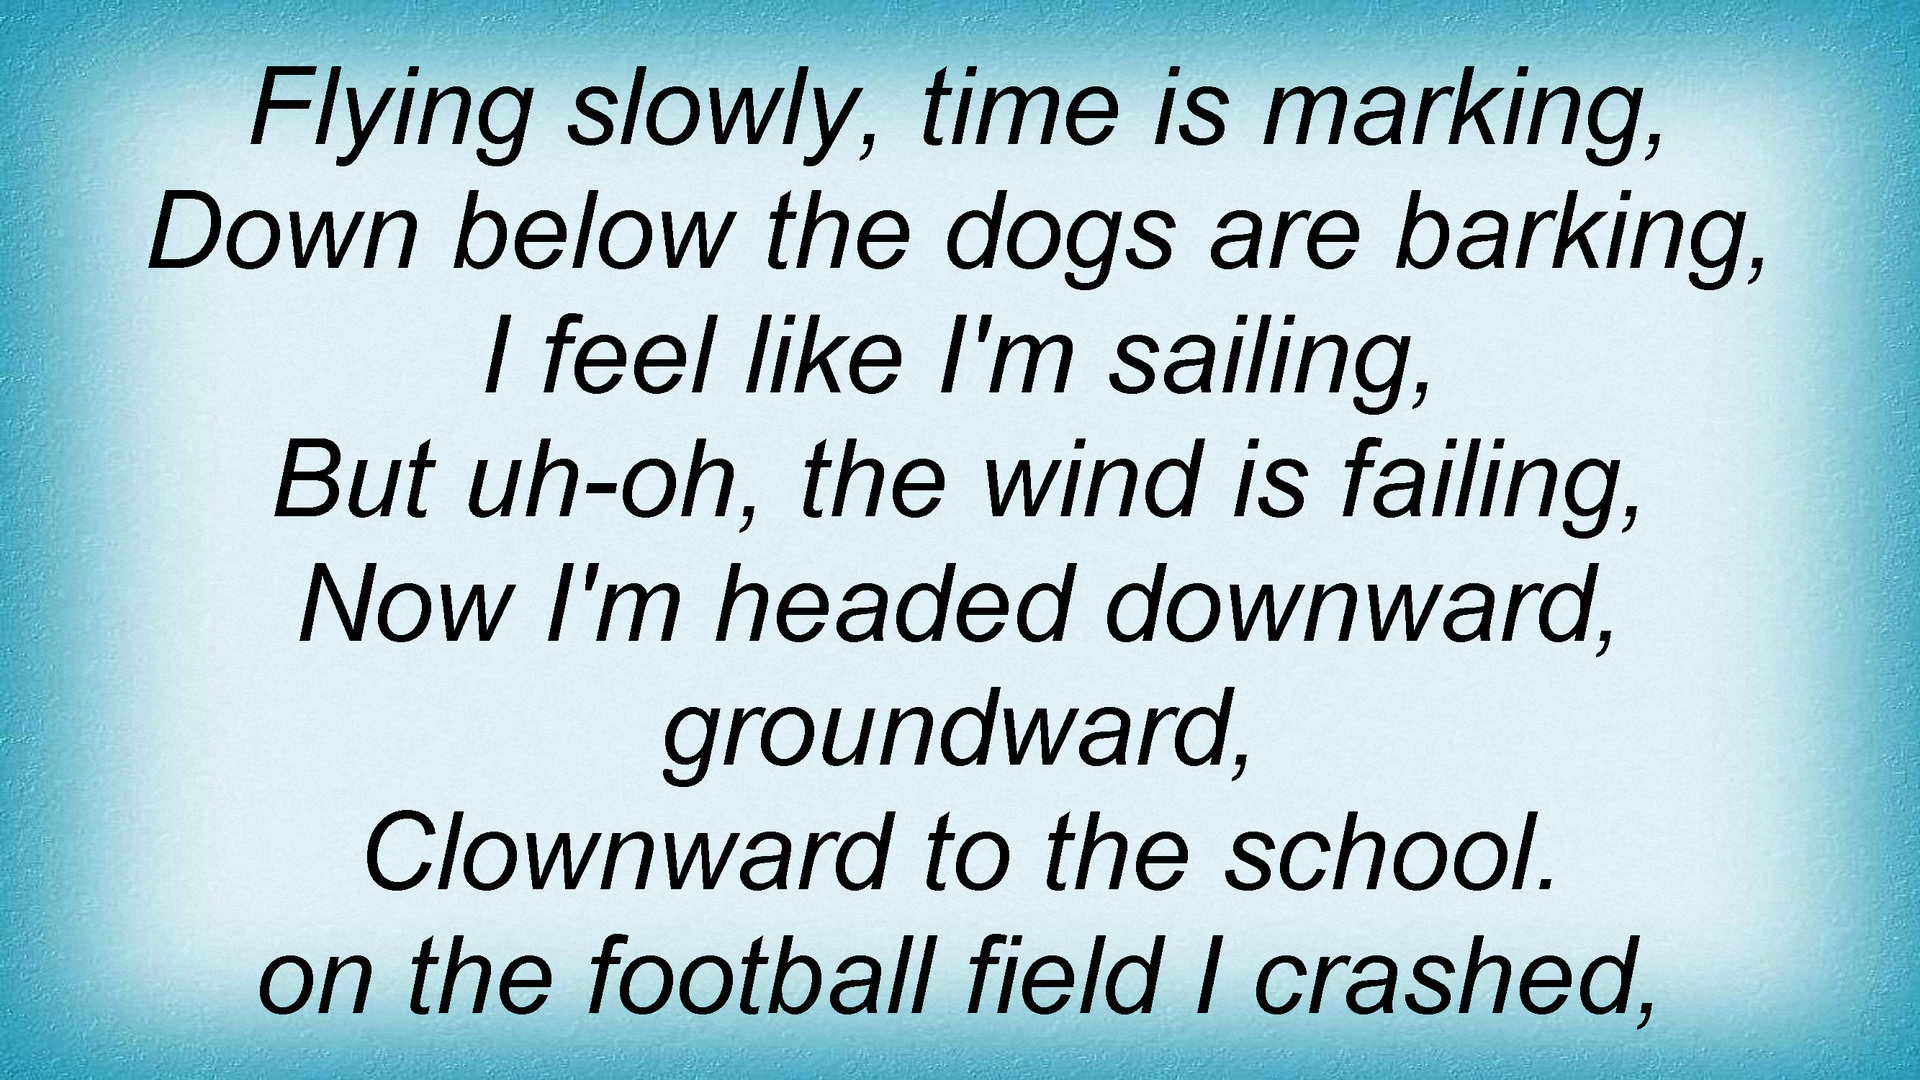 Flying slowly, time is marking,
Down below the dogs are barking,
I feel like I'm sailing,
But uh-oh, the wind is failing,
Now I'm headed downward,
groundward,
Clownward to the school.
on the football field I crashed,